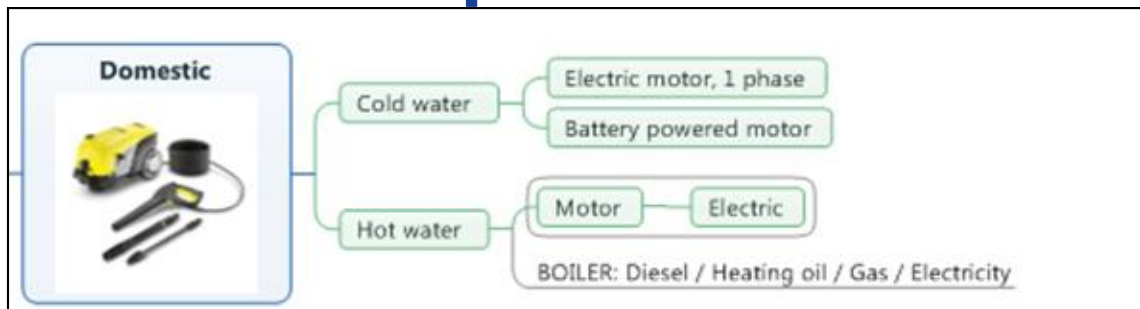 Domestic
Cold water
Electric motor, 1 phase
Battery powered motor
Hot water
Motor
Electric
BOILER: Diesel / Heating oil / Gas / Electricity